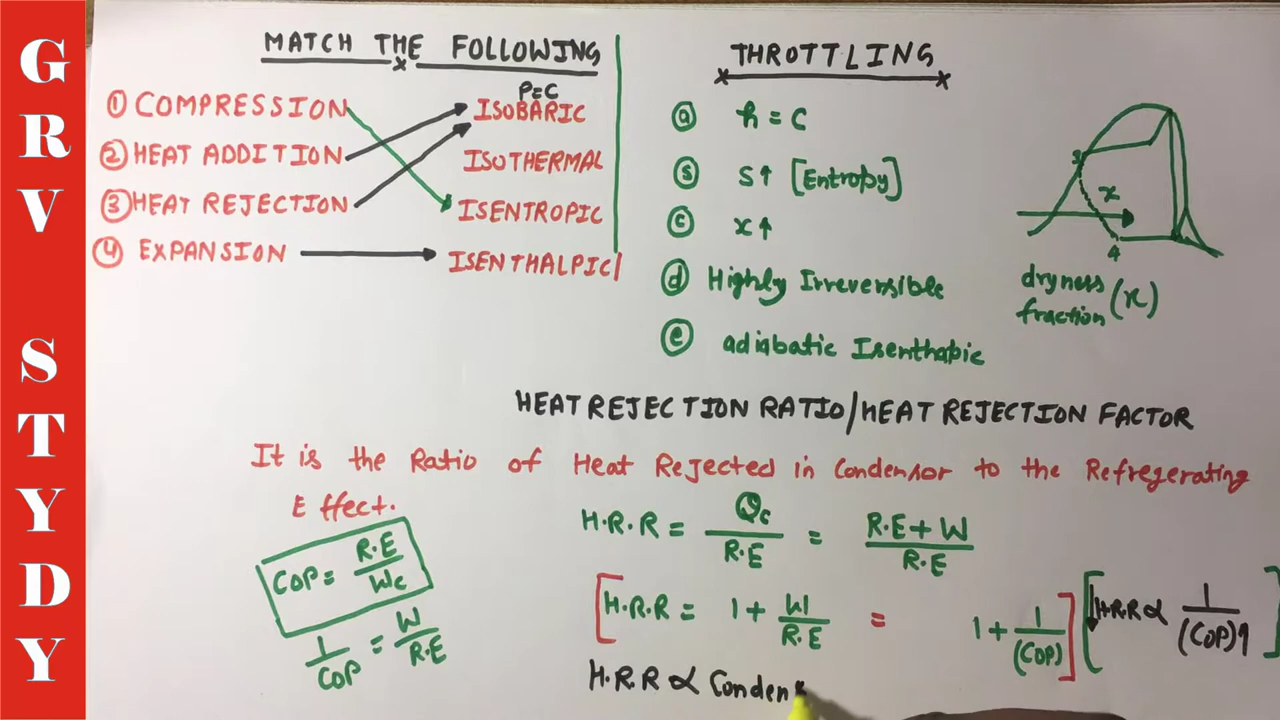 GRV STYDY
MATCH THE FOLLOWING
① COMPRESSION
② HEAT ADDITION
③ HEAT REJECTION
④ EXPANSION
P=C
ISOBARIC
ISOTHERMAL
ISENTROPIC
ISENTHALPIC
THROTTLING
ⓐ h = C
ⓢ S↑ [Entropy]
ⓒ x↑
ⓓ Highly Irreversible
ⓔ adiabatic Isenthapic
3
x
4
dryness
fraction (x)
HEAT REJECTION RATIO/HEAT REJECTION FACTOR
It is the Ratio of Heat Rejected in Condensor to the Refregerating
Effect.
COP = R.E / Wc
1/COP = W/R.E
H.R.R = Qc/R.E = R.E + W/R.E
[H.R.R = 1 + W/R.E = 1 + 1/(COP)] [↓H.R.R ∝ 1/(COP)↑]
H.R.R ∝ Conden